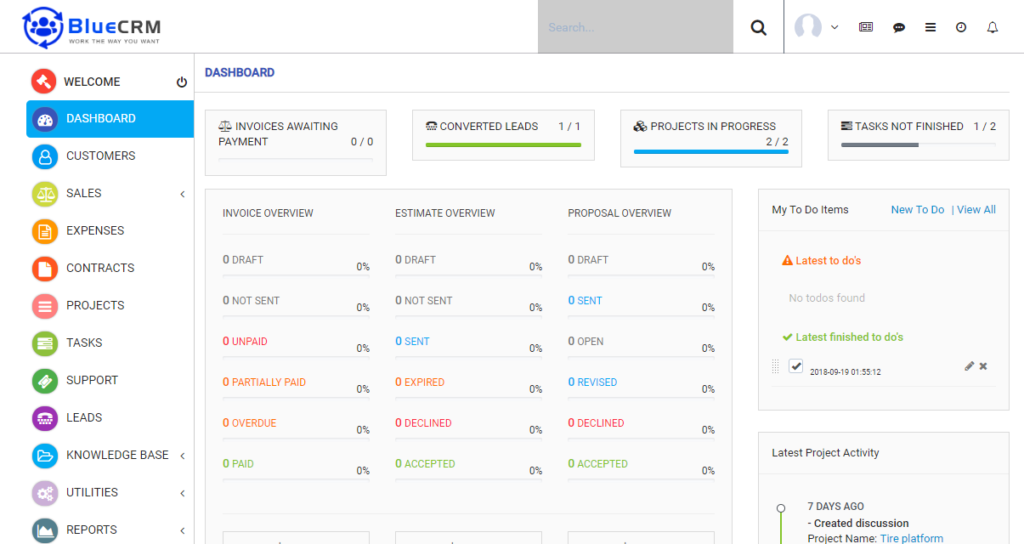 BlueCRM
WORK THE WAY YOU WANT
Search...
WELCOME
DASHBOARD
CUSTOMERS
SALES
EXPENSES
CONTRACTS
PROJECTS
TASKS
SUPPORT
LEADS
KNOWLEDGE BASE
UTILITIES
REPORTS
DASHBOARD
INVOICES AWAITING
PAYMENT 0 / 0
CONVERTED LEADS 1 / 1
PROJECTS IN PROGRESS
2 / 2
TASKS NOT FINISHED 1 / 2
INVOICE OVERVIEW
0 DRAFT 0%
0 NOT SENT 0%
0 UNPAID 0%
0 PARTIALLY PAID 0%
0 OVERDUE 0%
0 PAID 0%
ESTIMATE OVERVIEW
0 DRAFT 0%
0 NOT SENT 0%
0 SENT 0%
0 EXPIRED 0%
0 DECLINED 0%
0 ACCEPTED 0%
PROPOSAL OVERVIEW
0 DRAFT 0%
0 SENT 0%
0 OPEN 0%
0 REVISED 0%
0 DECLINED 0%
0 ACCEPTED 0%
My To Do Items New To Do | View All
Latest to do's
No todos found
Latest finished to do's
2018-09-19 01:55:12
Latest Project Activity
7 DAYS AGO
- Created discussion
Project Name: Tire platform